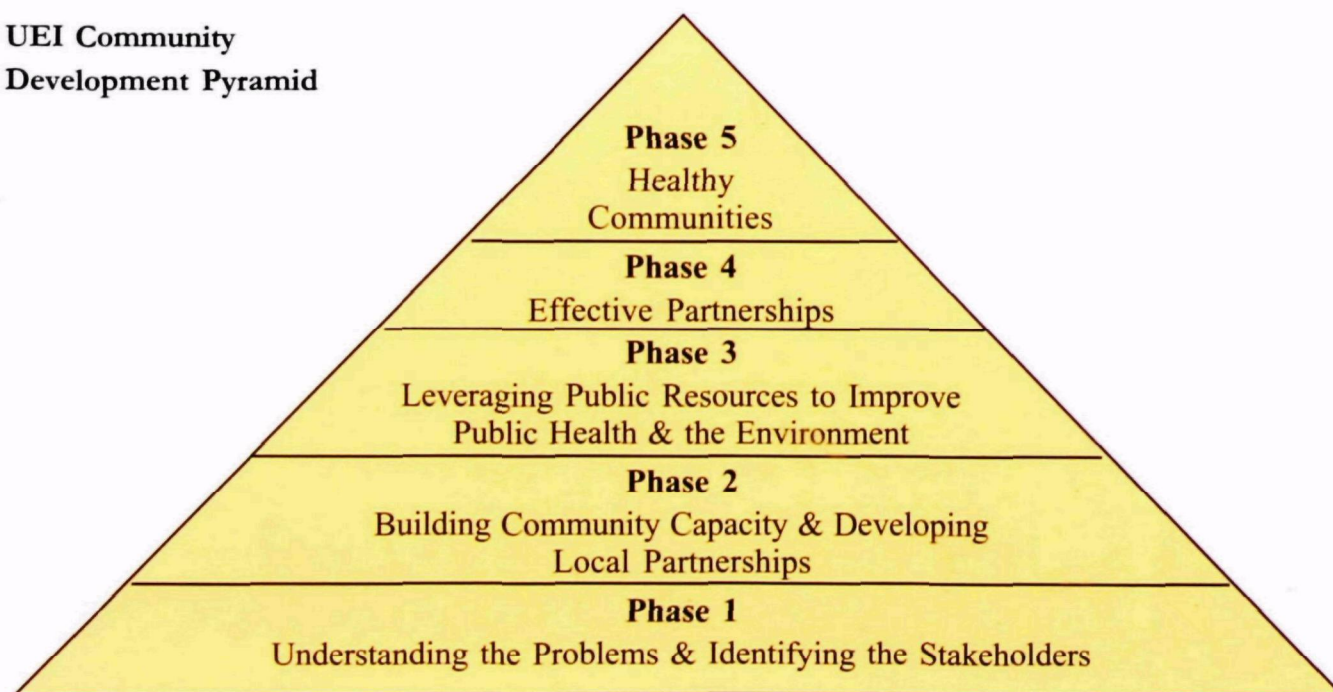 UEI Community
Development Pyramid
Phase 5
Healthy
Communities
Phase 4
Effective Partnerships
Phase 3
Leveraging Public Resources to Improve
Public Health & the Environment
Phase 2
Building Community Capacity & Developing
Local Partnerships
Phase 1
Understanding the Problems & Identifying the Stakeholders